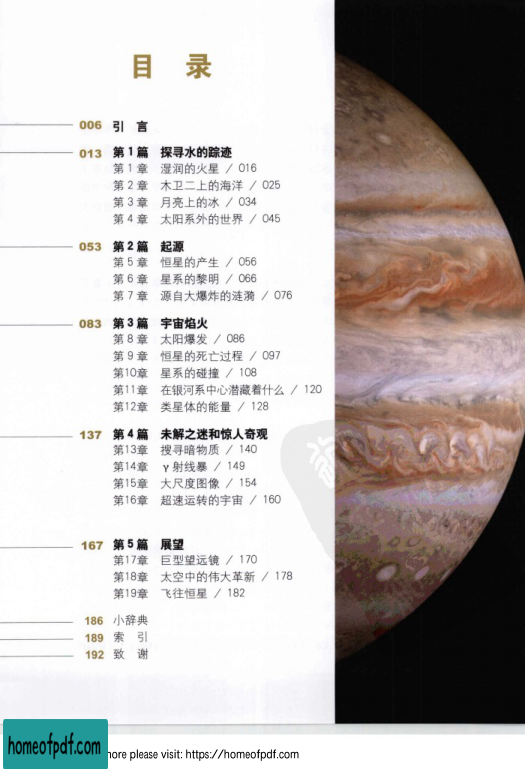 目 录
006 引 言
013 第1篇 探寻水的踪迹
第1章 湿润的火星 / 016
第2章 木卫二上的海洋 / 025
第3章 月亮上的冰 / 034
第4章 太阳系外的世界 / 045
053 第2篇 起源
第5章 恒星的产生 / 056
第6章 星系的黎明 / 066
第7章 源自大爆炸的涟漪 / 076
083 第3篇 宇宙焰火
第8章 太阳爆发 / 086
第9章 恒星的死亡过程 / 097
第10章 星系的碰撞 / 108
第11章 在银河系中心潜藏着什么 / 120
第12章 类星体的能量 / 128
137 第4篇 未解之迷和惊人奇观
第13章 搜寻暗物质 / 140
第14章 γ射线暴 / 149
第15章 大尺度图像 / 154
第16章 超速运转的宇宙 / 160
167 第5篇 展望
第17章 巨型望远镜 / 170
第18章 太空中的伟大革新 / 178
第19章 飞往恒星 / 182
186 小辞典
189 索 引
192 致 谢
homeofpdf.com
more please visit: https://homeofpdf.com